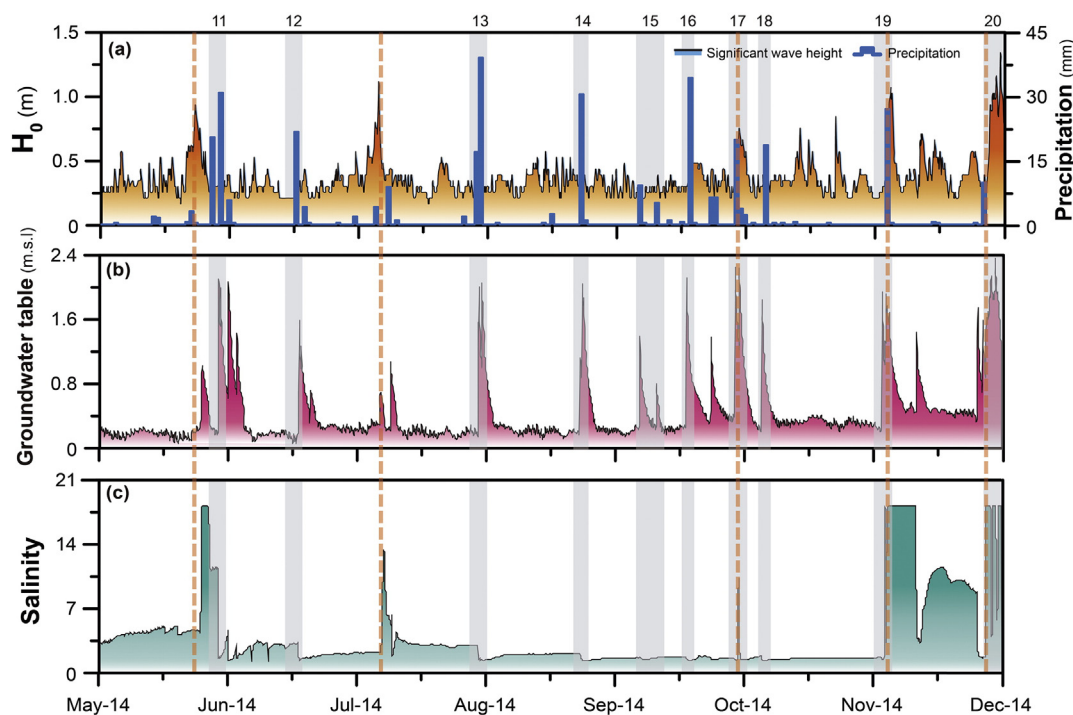 11 12 13 14 15 16 17 18 19 20
1.5 (a) Significant wave height Precipitation 45
1.0 30
0.5 15
0 0
H₀ (m)
Precipitation (mm)
2.4 (b)
1.6
0.8
0
Groundwater table (m.s.l)
21 (c)
14
7
0
Salinity
May-14 Jun-14 Jul-14 Aug-14 Sep-14 Oct-14 Nov-14 Dec-14